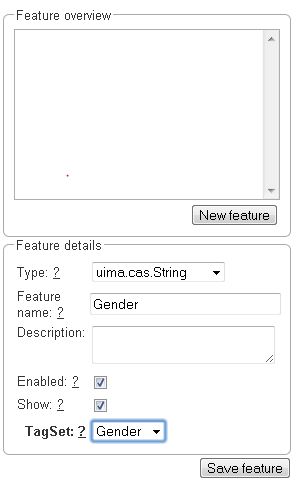 Feature overview
New feature
Feature details
Type: ? uima.cas.String
Feature
name: ? Gender
Description:
Enabled: ?
Show: ?
TagSet: ? Gender
Save feature